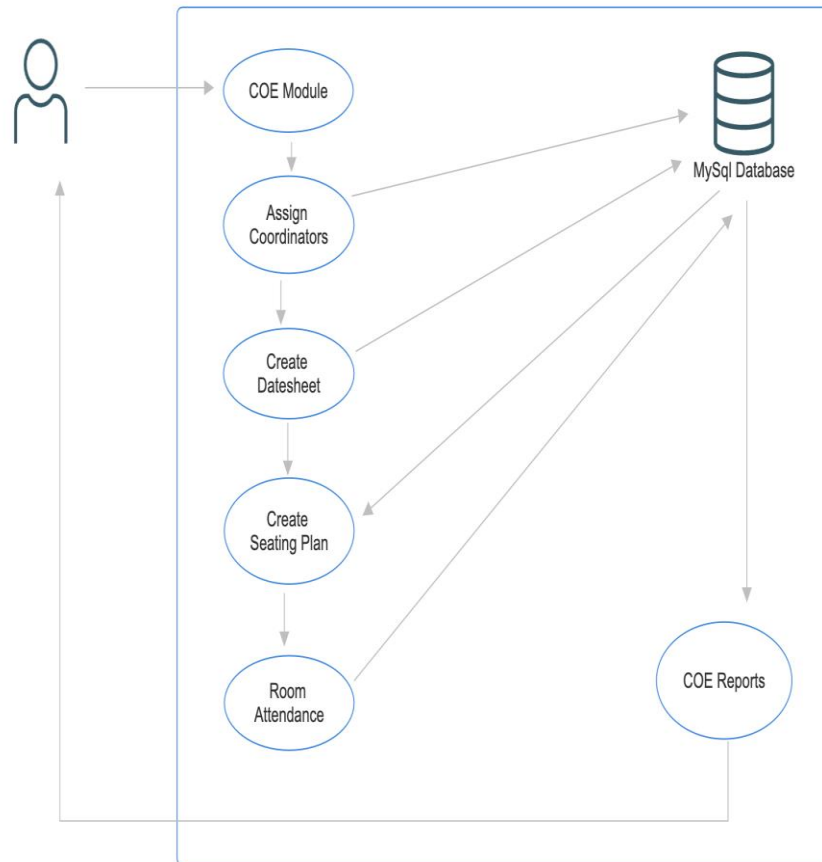 COE Module
MySql Database
Assign
Coordinators
Create
Datesheet
Create
Seating Plan
COE Reports
Room
Attendance